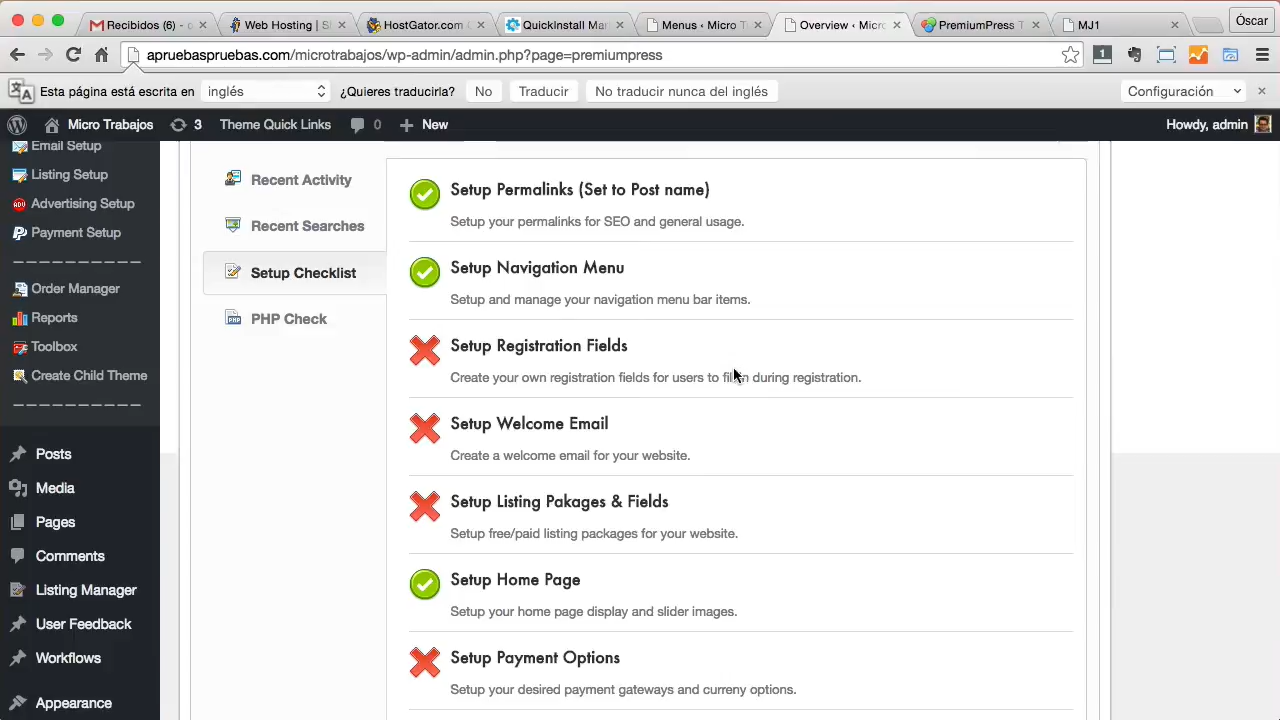 Recibidos (6) - o
Web Hosting | S
HostGator.com
QuickInstall Mar
Menus ‹ Micro T
Overview ‹ Micro
PremiumPress T
MJ1
Óscar
apruebaspruebas.com/microtrabajos/wp-admin/admin.php?page=premiumpress
1
Esta página está escrita en
inglés
¿Quieres traducirla?
No
Traducir
No traducir nunca del inglés
Configuración
Micro Trabajos
3
Theme Quick Links
0
New
Howdy, admin
Email Setup
Listing Setup
Advertising Setup
Payment Setup
Order Manager
Reports
Toolbox
Create Child Theme
Posts
Media
Pages
Comments
Listing Manager
User Feedback
Workflows
Appearance
Recent Activity
Recent Searches
Setup Checklist
PHP Check
Setup Permalinks (Set to Post name)
Setup your permalinks for SEO and general usage.
Setup Navigation Menu
Setup and manage your navigation menu bar items.
Setup Registration Fields
Create your own registration fields for users to fill in during registration.
Setup Welcome Email
Create a welcome email for your website.
Setup Listing Pakages & Fields
Setup free/paid listing packages for your website.
Setup Home Page
Setup your home page display and slider images.
Setup Payment Options
Setup your desired payment gateways and curreny options.